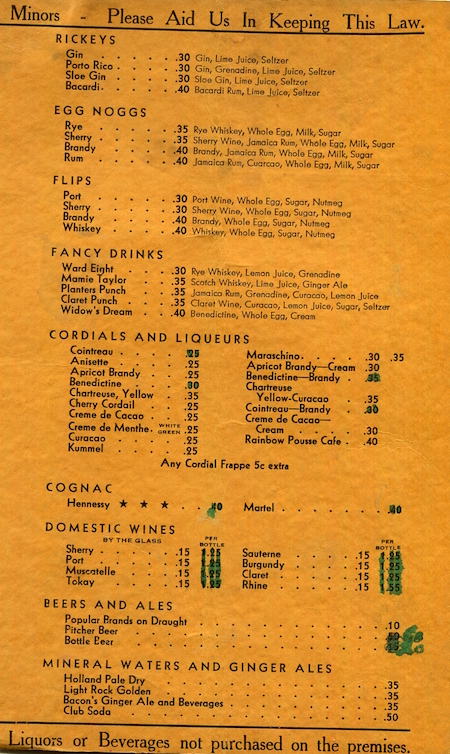 Minors - Please Aid Us In Keeping This Law.
RICKEYS
Gin . . . . . . .30 Gin, Lime Juice, Seltzer
Porto Rico . . . . .30 Gin, Grenadine, Lime Juice, Seltzer
Sloe Gin . . . . .30 Sloe Gin, Lime Juice, Seltzer
Bacardi . . . . . .40 Bacardi Rum, Lime Juice, Seltzer
EGG NOGGS
Rye . . . . . .35 Rye Whiskey, Whole Egg, Milk, Sugar
Sherry . . . . . .35 Sherry Wine, Jamaica Rum, Whole Egg, Milk, Sugar
Brandy . . . . . .40 Brandy, Jamaica Rum, Whole Egg, Milk, Sugar
Rum . . . . . .40 Jamaica Rum, Cuarcao, Whole Egg, Milk, Sugar
FLIPS
Port . . . . . .30 Port Wine, Whole Egg, Sugar, Nutmeg
Sherry . . . . . .30 Sherry Wine, Whole Egg, Sugar, Nutmeg
Brandy . . . . . .40 Brandy, Whole Egg, Sugar, Nutmeg
Whiskey . . . . . .40 Whiskey, Whole Egg, Sugar, Nutmeg
FANCY DRINKS
Ward Eight . . . .30 Rye Whiskey, Lemon Juice, Grenadine
Mamie Taylor . . . .35 Scotch Whiskey, Lime Juice, Ginger Ale
Planters Punch . . . .35 Jamaica Rum, Grenadine, Curacao, Lemon Juice
Claret Punch . . . .35 Claret Wine, Curacao, Lemon Juice, Sugar, Seltzer
Widow's Dream . . . .40 Benedictine, Whole Egg, Cream
CORDIALS AND LIQUEURS
Cointreau . . . . .25
Anisette . . . . .25
Apricot Brandy . . . .25
Benedictine . . . . .30
Chartreuse, Yellow . . .35
Cherry Cordail . . . .25
Creme de Cacao . . . .25
Creme de Menthe. WHITE GREEN .25
Curacao . . . . .25
Kummel . . . . . .25
Maraschino. . . . . .30 .35
Apricot Brandy—Cream .30
Benedictine—Brandy . .35
Chartreuse
Yellow-Curacao . . .35
Cointreau—Brandy . .30
Creme de Cacao—
Cream . . . . .30
Rainbow Pousse Cafe . .40
Any Cordial Frappe 5c extra
COGNAC
Hennessy ★ ★ ★ . . .40
Martel . . . . . . . .40
DOMESTIC WINES
BY THE GLASS PER BOTTLE
Sherry . . . . . .15 1.25
Port . . . . . .15 1.25
Muscatelle . . . . .15 1.25
Tokay . . . . . .15 1.25
PER BOTTLE
Sauterne . . . . . .15 1.25
Burgundy . . . . . .15 1.25
Claret . . . . . .15 1.25
Rhine . . . . . .15 1.55
BEERS AND ALES
Popular Brands on Draught . . . . . . . .10
Pitcher Beer . . . . . . . . .50
Bottle Beer . . . . . . . . .
MINERAL WATERS AND GINGER ALES
Holland Pale Dry . . . . . . . . .35
Light Rock Golden . . . . . . . . .35
Bacon's Ginger Ale and Beverages . . . . . .35
Club Soda . . . . . . . . . .50
Liquors or Beverages not purchased on the premises.